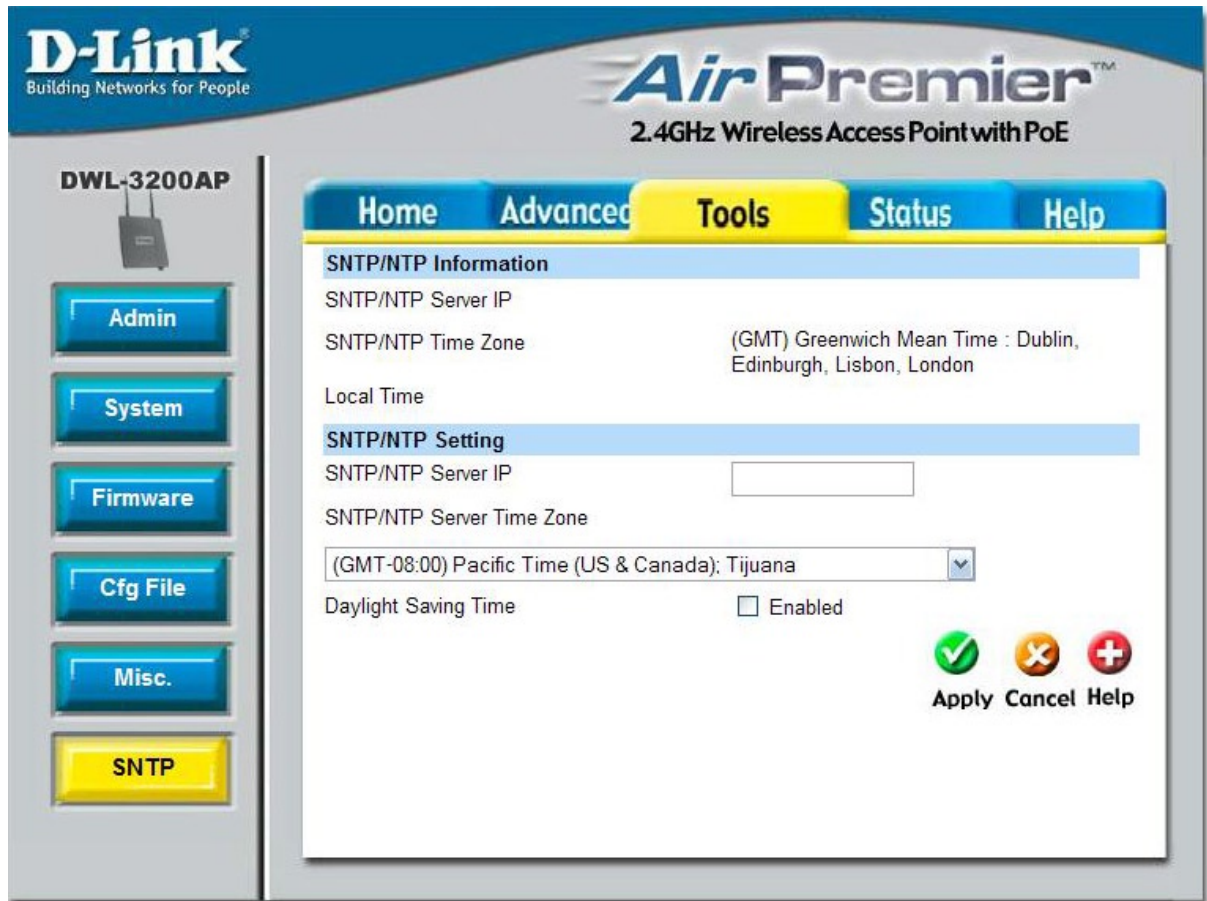 D-Link
Building Networks for People
Air Premier™
2.4GHz Wireless Access Point with PoE
DWL-3200AP
Home
Advanced
Tools
Status
Help
Admin
System
Firmware
Cfg File
Misc.
SNTP
SNTP/NTP Information
SNTP/NTP Server IP
SNTP/NTP Time Zone
(GMT) Greenwich Mean Time : Dublin,
Edinburgh, Lisbon, London
Local Time
SNTP/NTP Setting
SNTP/NTP Server IP
SNTP/NTP Server Time Zone
(GMT-08:00) Pacific Time (US & Canada); Tijuana
Daylight Saving Time
Enabled
Apply
Cancel
Help